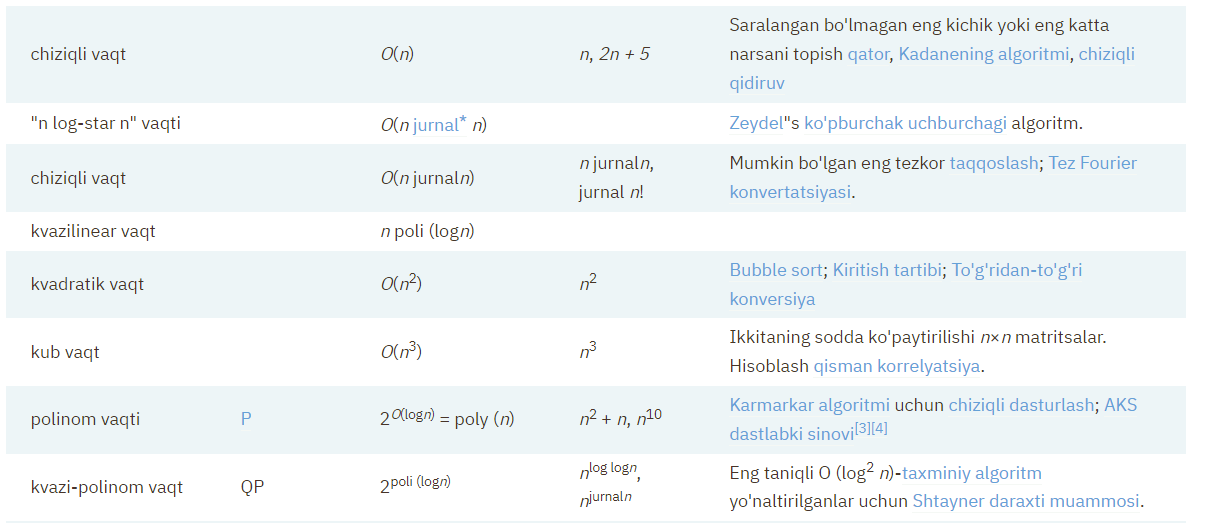 Saralangan bo'lmagan eng kichik yoki eng katta
chiziqli vaqt O(n) n, 2n + 5 narsani topish qator, Kadanening algoritmi, chiziqli
qidiruv
"n log-star n" vaqti O(n jurnal* n) Zeydel"s ko'pburchak uchburchagi algoritm.
chiziqli vaqt O(n jurnaln) n jurnaln, Mumkin bo'lgan eng tezkor taqqoslash; Tez Fourier
jurnal n! konvertatsiyasi.
kvazilinear vaqt n poli (logn)
kvadratik vaqt O(n²) n² Bubble sort; Kiritish tartibi; To'g'ridan-to'g'ri
konversiya
kub vaqt O(n³) n³ Ikkitaning sodda ko'paytirilishi n×n matritsalar.
Hisoblash qisman korrelyatsiya.
polinom vaqti P 2^O(logn) = poly (n) n² + n, n¹⁰ Karmarkar algoritmi uchun chiziqli dasturlash; AKS
dastlabki sinovi[3][4]
kvazi-polinom vaqt QP 2^poli (logn) n^log logn, Eng taniqli O (log² n)-taxminiy algoritm
n^jurnaln yo'naltirilganlar uchun Shtayner daraxti muammosi.